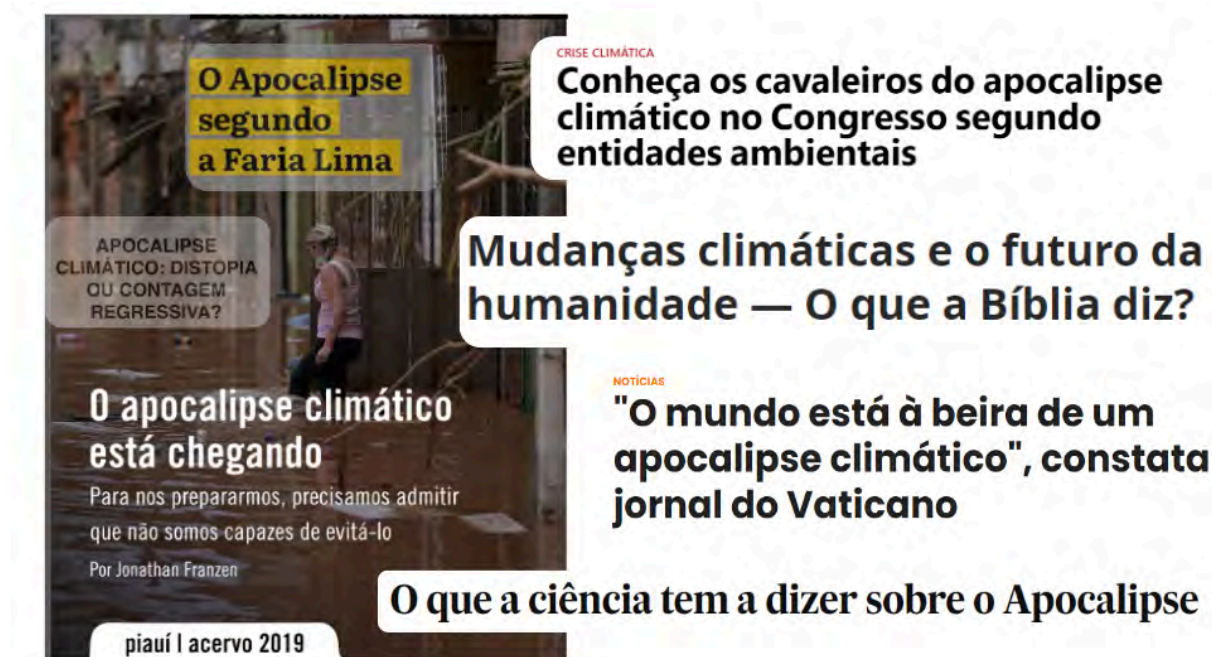 O Apocalipse
segundo
a Faria Lima
CRISE CLIMÁTICA
Conheça os cavaleiros do apocalipse
climático no Congresso segundo
entidades ambientais
APOCALIPSE
CLIMÁTICO: DISTOPIA
OU CONTAGEM
REGRESSIVA?
Mudanças climáticas e o futuro da
humanidade — O que a Bíblia diz?
O apocalipse climático
está chegando
Para nos prepararmos, precisamos admitir
que não somos capazes de evitá-lo
Por Jonathan Franzen
NOTÍCIAS
"O mundo está à beira de um
apocalipse climático", constata
jornal do Vaticano
O que a ciência tem a dizer sobre o Apocalipse
piauí | acervo 2019